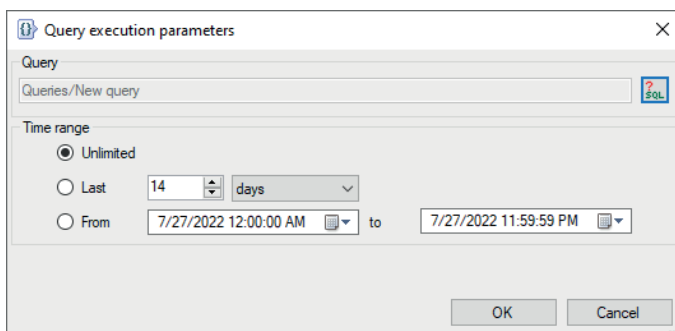 Query execution parameters
Query
Queries/New query
? SQL
Time range
Unlimited
Last 14 days
From 7/27/2022 12:00:00 AM to 7/27/2022 11:59:59 PM
OK Cancel